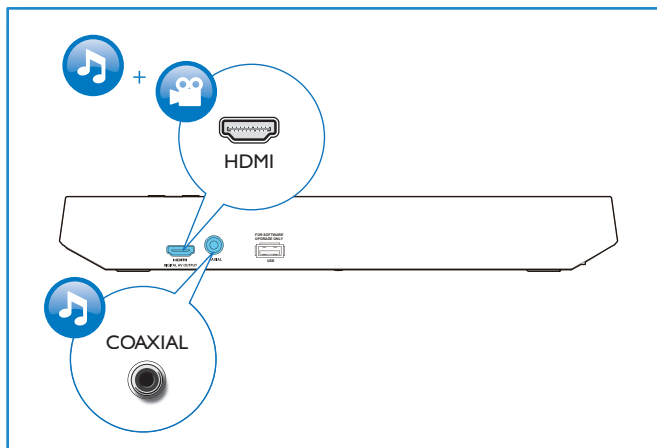 +
HDMI
FOR SOFTWARE
UPGRADE ONLY
HDMI
DIGITAL AV OUTPUT
USB
COAXIAL